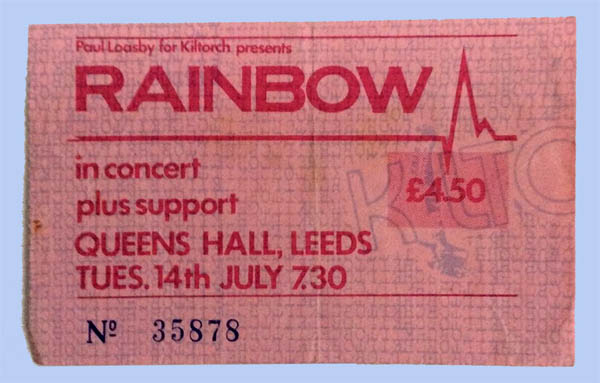 Paul Loasby for Kiltorch presents
RAINBOW
in concert
plus support
£4.50
QUEENS HALL, LEEDS
TUES. 14th JULY 7.30
Nº 35878